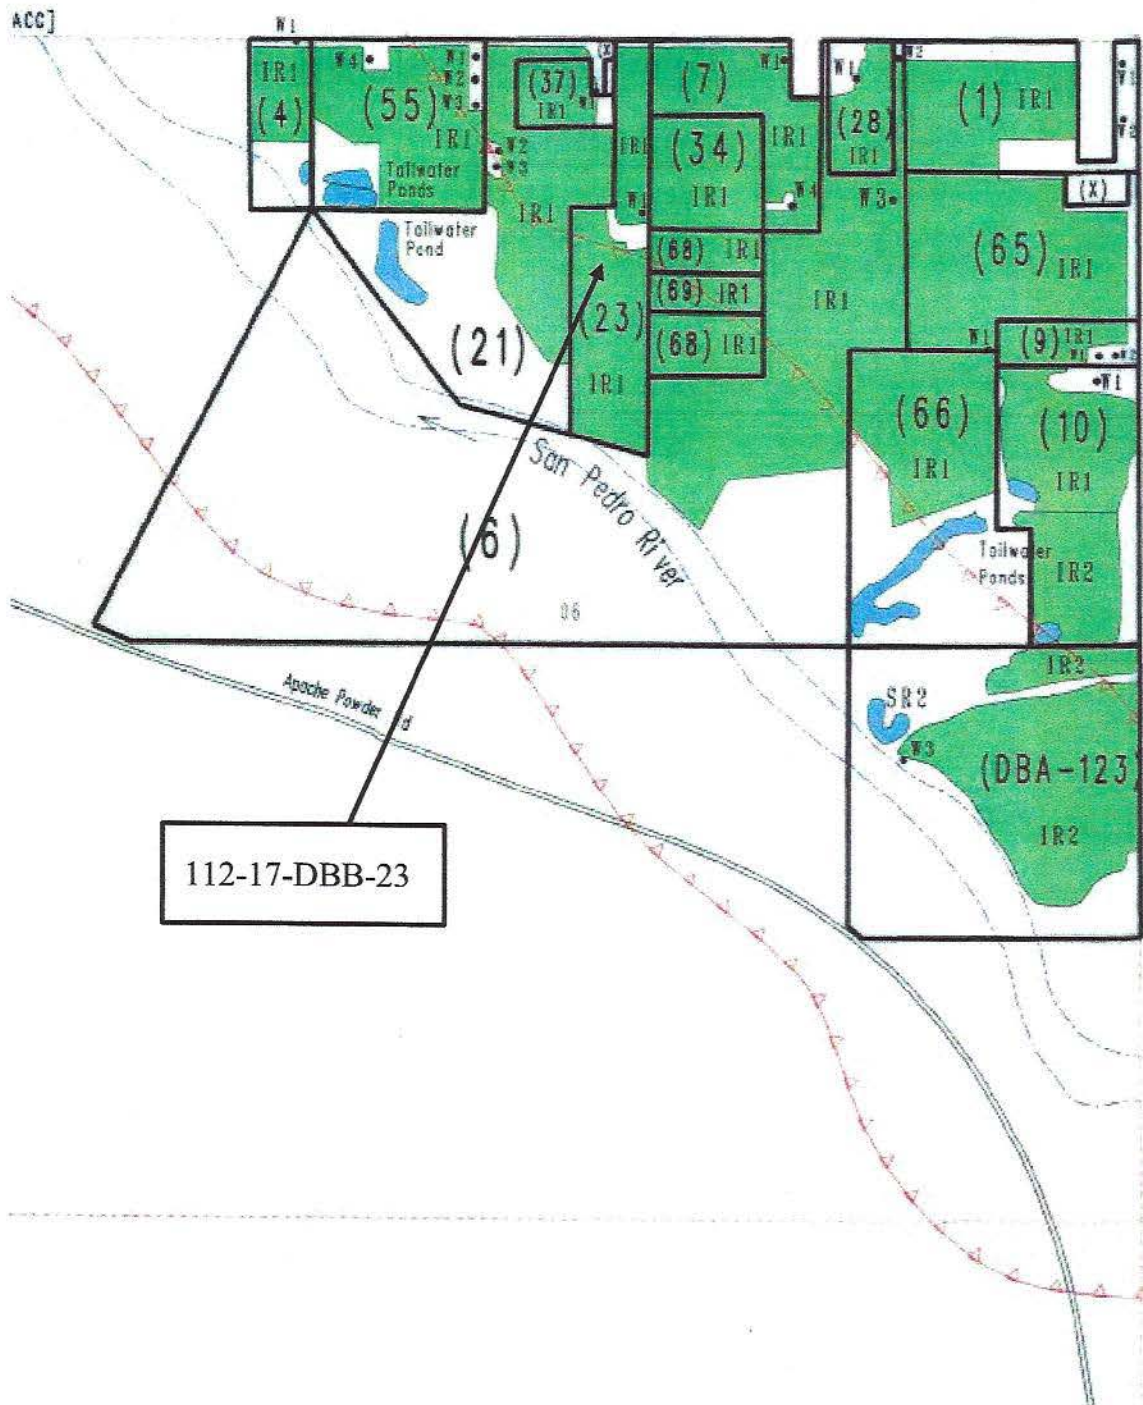 ACC]
W1
IR1
(4)
W4
W1
W2
W3
(55)
IR1
Tailwater
Ponds
Tailwater
Pond
W2
W3
IR1
(37)
IR1
W1
(X)
IR1
W1
(7)
W1
IR1
W4
(34)
IR1
(68) IR1
(69) IR1
(68) IR1
(23)
IR1
(21)
W1
(28)
IR1
W2
W3
IR1
(1) IR1
(X)
(65) IR1
W1
(9) IR1
W1
(66)
IR1
(10)
IR1
IR2
Tailwater
Ponds
San Pedro River
(6)
06
IR2
SR2
W3
(DBA-123)
IR2
Apache Powder
112-17-DBB-23